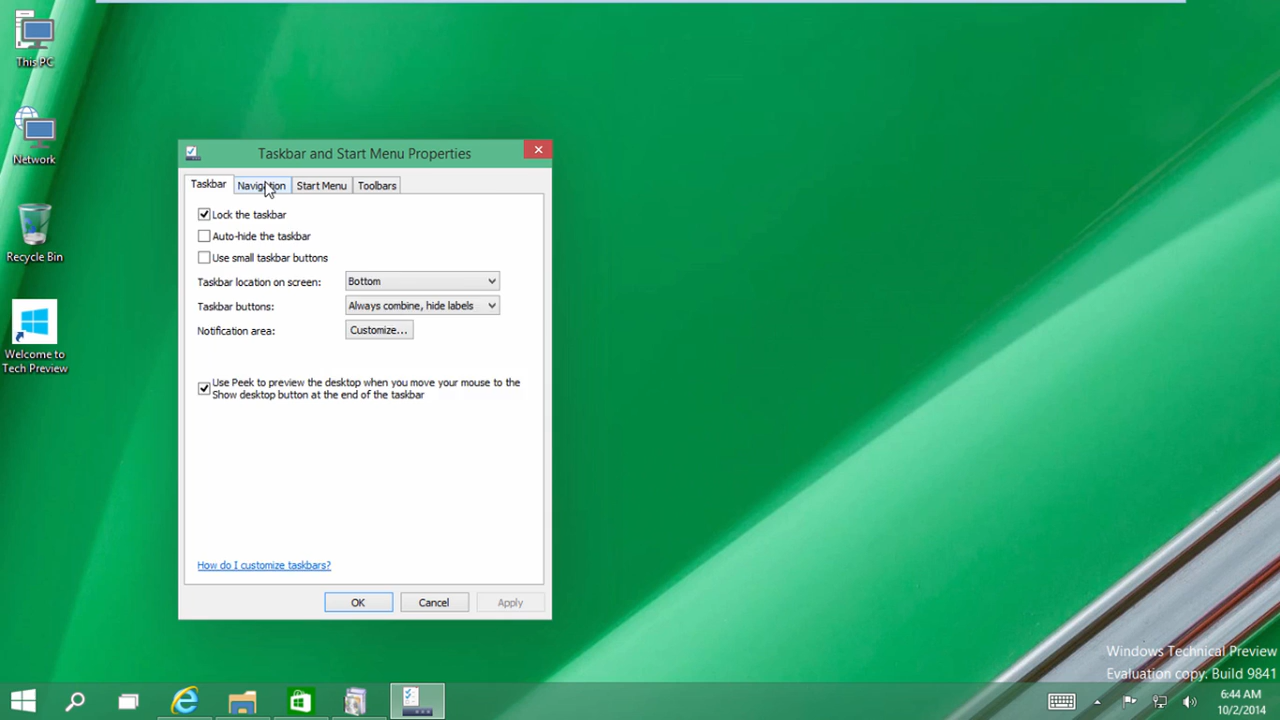 This PC
Network
Recycle Bin
Welcome to
Tech Preview
Taskbar and Start Menu Properties
Taskbar Navigation Start Menu Toolbars
Lock the taskbar
Auto-hide the taskbar
Use small taskbar buttons
Taskbar location on screen: Bottom
Taskbar buttons: Always combine, hide labels
Notification area: Customize...
Use Peek to preview the desktop when you move your mouse to the
Show desktop button at the end of the taskbar
How do I customize taskbars?
OK Cancel Apply
Windows Technical Preview
Evaluation copy. Build 9841
6:44 AM
10/2/2014